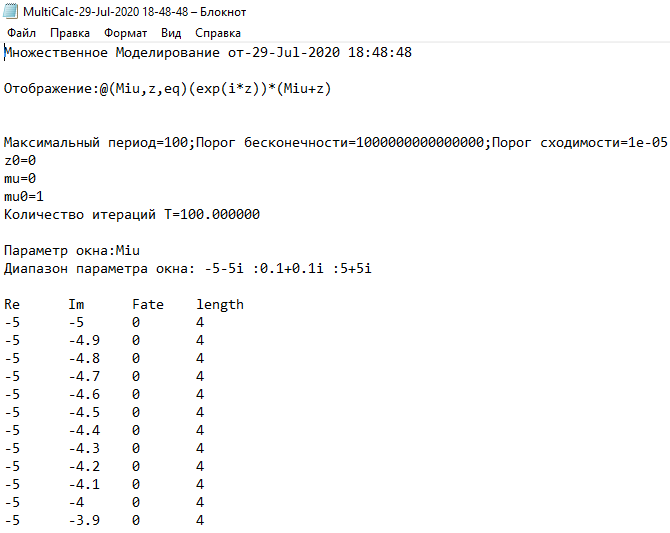 MultiCalc-29-Jul-2020 18-48-48 – Блокнот
Файл Правка Формат Вид Справка
Множественное Моделирование от-29-Jul-2020 18:48:48
Отображение:@(Miu,z,eq)(exp(i*z))*(Miu+z)
Максимальный период=100;Порог бесконечности=1000000000000000;Порог сходимости=1e-05
z0=0
mu=0
mu0=1
Количество итераций T=100.000000
Параметр окна:Miu
Диапазон параметра окна: -5-5i :0.1+0.1i :5+5i
Re Im Fate length
-5 -5 0 4
-5 -4.9 0 4
-5 -4.8 0 4
-5 -4.7 0 4
-5 -4.6 0 4
-5 -4.5 0 4
-5 -4.4 0 4
-5 -4.3 0 4
-5 -4.2 0 4
-5 -4.1 0 4
-5 -4 0 4
-5 -3.9 0 4